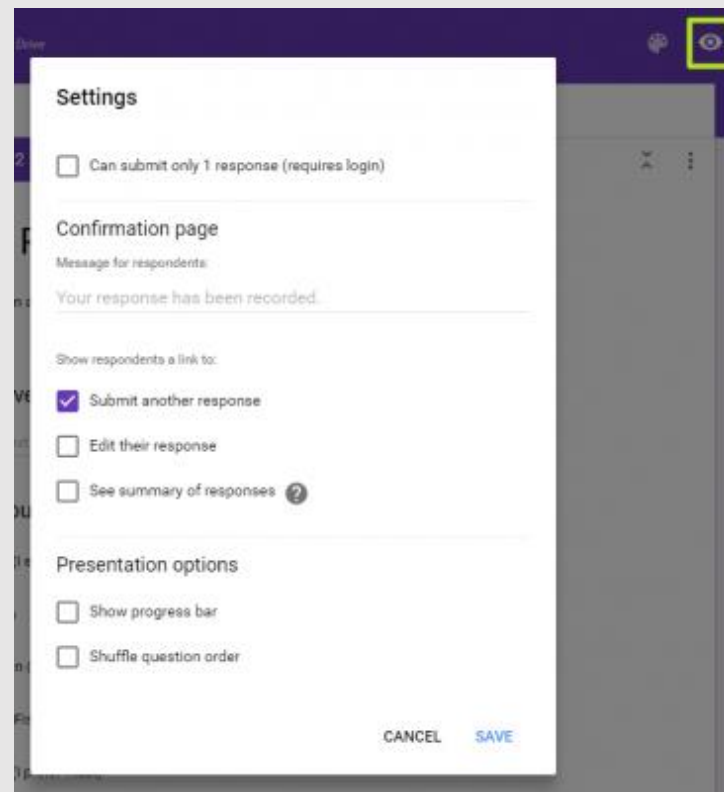 Drive
Settings
2
Can submit only 1 response (requires login)
Confirmation page
Message for respondents:
Your response has been recorded.
Show respondents a link to:
Submit another response
Edit their response
See summary of responses ?
Presentation options
Show progress bar
Shuffle question order
CANCEL SAVE